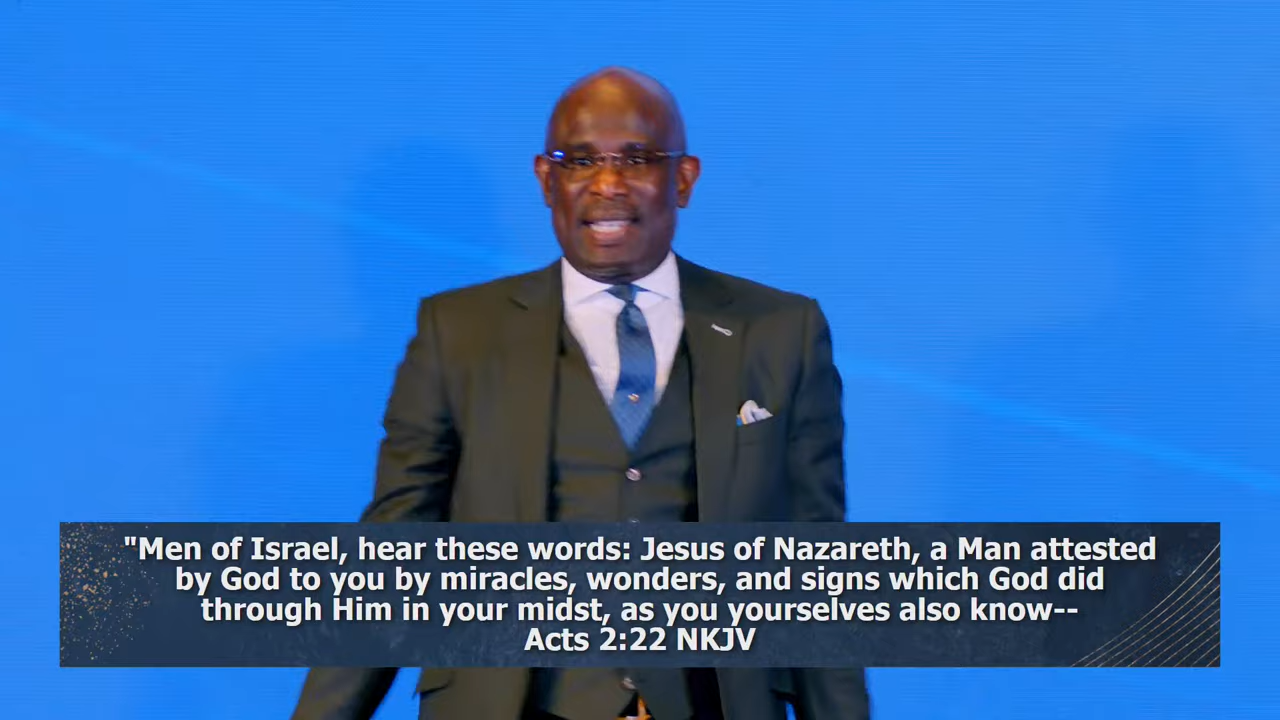 "Men of Israel, hear these words: Jesus of Nazareth, a Man attested
by God to you by miracles, wonders, and signs which God did
through Him in your midst, as you yourselves also know--
Acts 2:22 NKJV